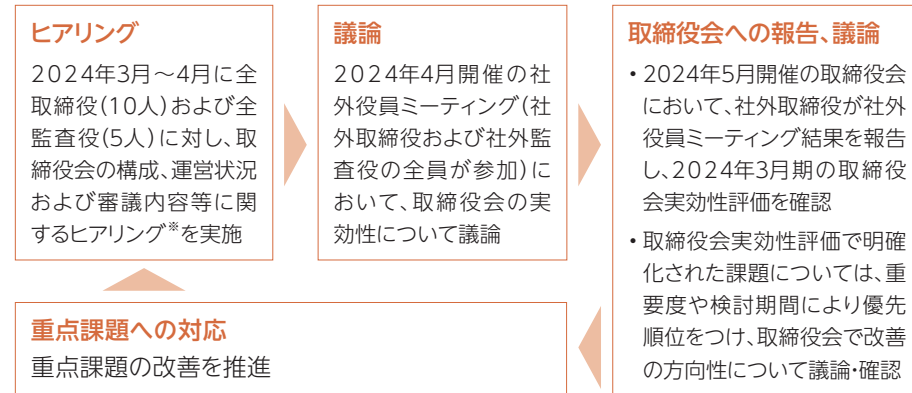 ヒアリング
2024年3月～4月に全
取締役(10人)および全
監査役(5人)に対し、取
締役会の構成、運営状況
および審議内容等に関
するヒアリング※を実施
議論
2024年4月開催の社
外役員ミーティング(社
外取締役および社外監
査役の全員が参加)に
おいて、取締役会の実
効性について議論
取締役会への報告、議論
・2024年5月開催の取締役会
において、社外取締役が社外
役員ミーティング結果を報告
し、2024年3月期の取締役
会実効性評価を確認
・取締役会実効性評価で明確
化された課題については、重
要度や検討期間により優先
順位をつけ、取締役会で改善
の方向性について議論・確認
重点課題への対応
重点課題の改善を推進